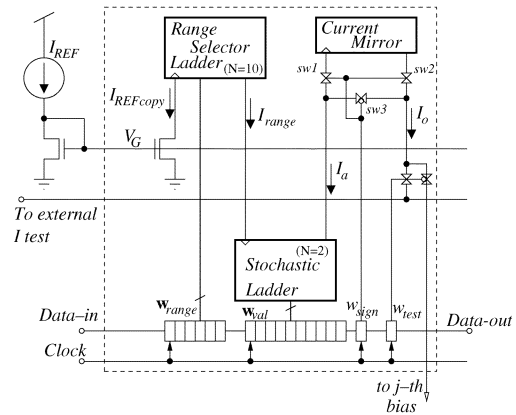 I_REF
Range
Selector
Ladder (N=10)
Current
Mirror
sw1
sw2
sw3
I_REFcopy
I_range
I_o
V_G
I_a
To external
I test
(N=2)
Stochastic
Ladder
w_range
w_val
w_sign
w_test
Data–in
Data-out
Clock
to j–th
bias